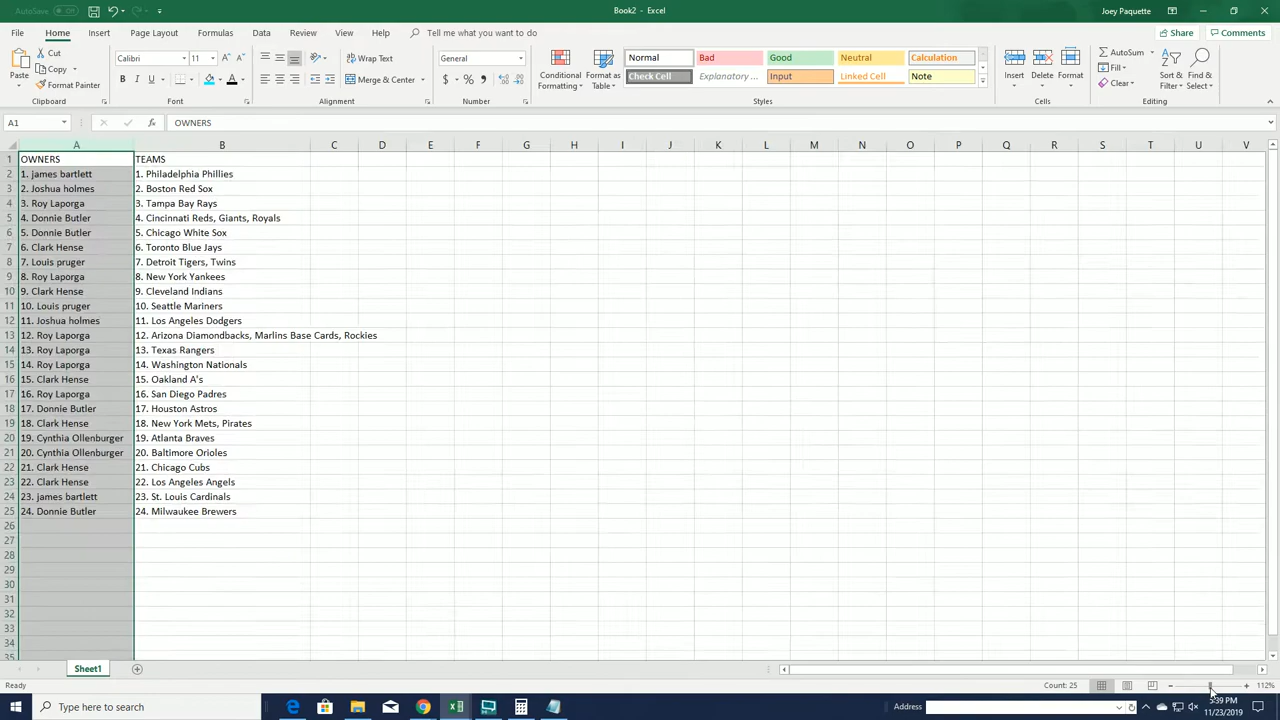 AutoSave Off Book2 - Excel Joey Paquette
File Home Insert Page Layout Formulas Data Review View Help Tell me what you want to do Share Comments
Paste Cut Copy Format Painter Clipboard
Calibri 11 B I U A Font
Wrap Text Merge & Center Alignment
General $ % , Number
Conditional Formatting Format as Table
Normal Bad Good Neutral Calculation
Check Cell Explanatory ... Input Linked Cell Note
Styles
Insert Delete Format Cells
AutoSum Fill Clear Sort & Filter Find & Select Editing
A1 fx OWNERS
A B C D E F G H I J K L M N O P Q R S T U V
1 OWNERS TEAMS
2 1. james bartlett 1. Philadelphia Phillies
3 2. Joshua holmes 2. Boston Red Sox
4 3. Roy Laporga 3. Tampa Bay Rays
5 4. Donnie Butler 4. Cincinnati Reds, Giants, Royals
6 5. Donnie Butler 5. Chicago White Sox
7 6. Clark Hense 6. Toronto Blue Jays
8 7. Louis pruger 7. Detroit Tigers, Twins
9 8. Roy Laporga 8. New York Yankees
10 9. Clark Hense 9. Cleveland Indians
11 10. Louis pruger 10. Seattle Mariners
12 11. Joshua holmes 11. Los Angeles Dodgers
13 12. Roy Laporga 12. Arizona Diamondbacks, Marlins Base Cards, Rockies
14 13. Roy Laporga 13. Texas Rangers
15 14. Roy Laporga 14. Washington Nationals
16 15. Clark Hense 15. Oakland A's
17 16. Roy Laporga 16. San Diego Padres
18 17. Donnie Butler 17. Houston Astros
19 18. Clark Hense 18. New York Mets, Pirates
20 19. Cynthia Ollenburger 19. Atlanta Braves
21 20. Cynthia Ollenburger 20. Baltimore Orioles
22 21. Clark Hense 21. Chicago Cubs
23 22. Clark Hense 22. Los Angeles Angels
24 23. james bartlett 23. St. Louis Cardinals
25 24. Donnie Butler 24. Milwaukee Brewers
26
27
28
29
30
31
32
33
34
35
Sheet1
Ready Count: 25 112%
Type here to search Address 5:39 PM
11/23/2019